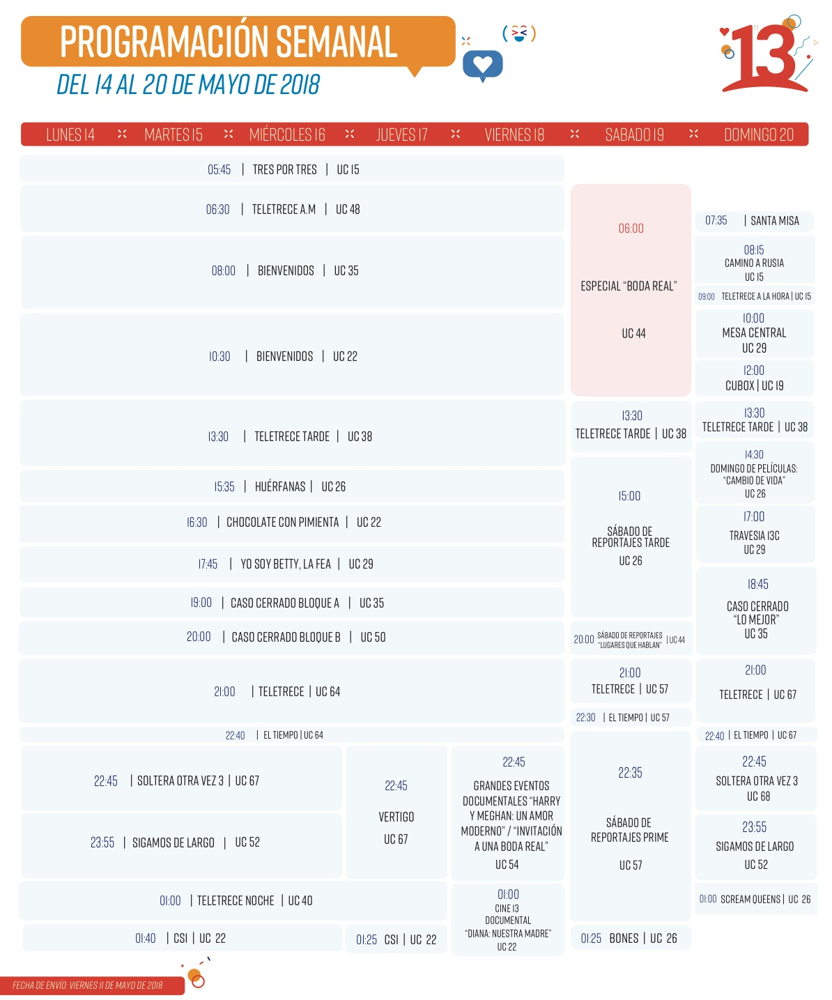 PROGRAMACIÓN SEMANAL
DEL 14 AL 20 DE MAYO DE 2018
13
LUNES 14 MARTES 15 MIÉRCOLES 16 JUEVES 17 VIERNES 18 SABADO 19 DOMINGO 20
05:45 | TRES POR TRES | UC 15
06:30 | TELETRECE A.M | UC 48
08:00 | BIENVENIDOS | UC 35
10:30 | BIENVENIDOS | UC 22
13:30 | TELETRECE TARDE | UC 38
15:35 | HUÉRFANAS | UC 26
16:30 | CHOCOLATE CON PIMIENTA | UC 22
17:45 | YO SOY BETTY, LA FEA | UC 29
19:00 | CASO CERRADO BLOQUE A | UC 35
20:00 | CASO CERRADO BLOQUE B | UC 50
21:00 | TELETRECE | UC 64
22:40 | EL TIEMPO | UC 64
22:45 | SOLTERA OTRA VEZ 3 | UC 67
23:55 | SIGAMOS DE LARGO | UC 52
22:45
VERTIGO
UC 67
22:45
GRANDES EVENTOS
DOCUMENTALES “HARRY
Y MEGHAN: UN AMOR
MODERNO” / “INVITACIÓN
A UNA BODA REAL”
UC 54
01:00 | TELETRECE NOCHE | UC 40
01:40 | CSI | UC 22
01:25 CSI | UC 22
01:00
CINE 13
DOCUMENTAL
“DIANA: NUESTRA MADRE”
UC 22
06:00
ESPECIAL “BODA REAL”
UC 44
13:30
TELETRECE TARDE | UC 38
15:00
SÁBADO DE
REPORTAJES TARDE
UC 26
20:00 SÁBADO DE REPORTAJES
“LUGARES QUE HABLAN” | UC 44
21:00
TELETRECE | UC 57
22:30 | EL TIEMPO | UC 57
22:35
SÁBADO DE
REPORTAJES PRIME
UC 57
01:25 BONES | UC 26
07:35 | SANTA MISA
08:15
CAMINO A RUSIA
UC 15
09:00 TELETRECE A LA HORA | UC 15
10:00
MESA CENTRAL
UC 29
12:00
CUBOX | UC 19
13:30
TELETRECE TARDE | UC 38
14:30
DOMINGO DE PELÍCULAS:
“CAMBIO DE VIDA”
UC 26
17:00
TRAVESIA 13C
UC 29
18:45
CASO CERRADO
“LO MEJOR”
UC 35
21:00
TELETRECE | UC 67
22:40 | EL TIEMPO | UC 67
22:45
SOLTERA OTRA VEZ 3
UC 68
23:55
SIGAMOS DE LARGO
UC 52
01:00 SCREAM QUEENS | UC 26
FECHA DE ENVÍO: VIERNES 11 DE MAYO DE 2018